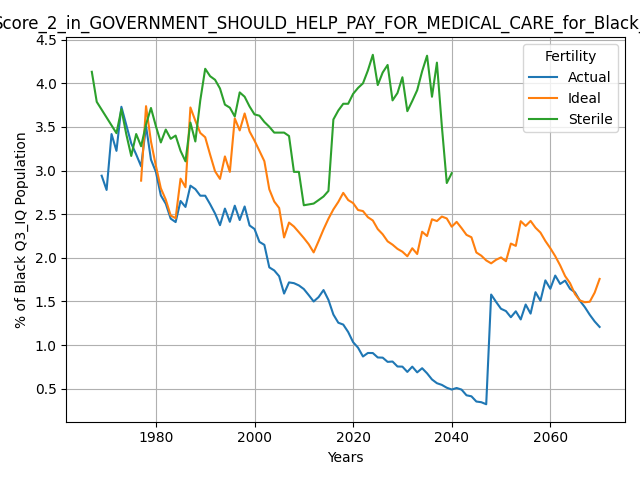 Score_2_in_GOVERNMENT_SHOULD_HELP_PAY_FOR_MEDICAL_CARE_for_Black_
4.5
4.0
3.5
3.0
2.5
2.0
1.5
1.0
0.5
% of Black Q3_IQ Population
Fertility
Actual
Ideal
Sterile
1980
2000
2020
2040
2060
Years